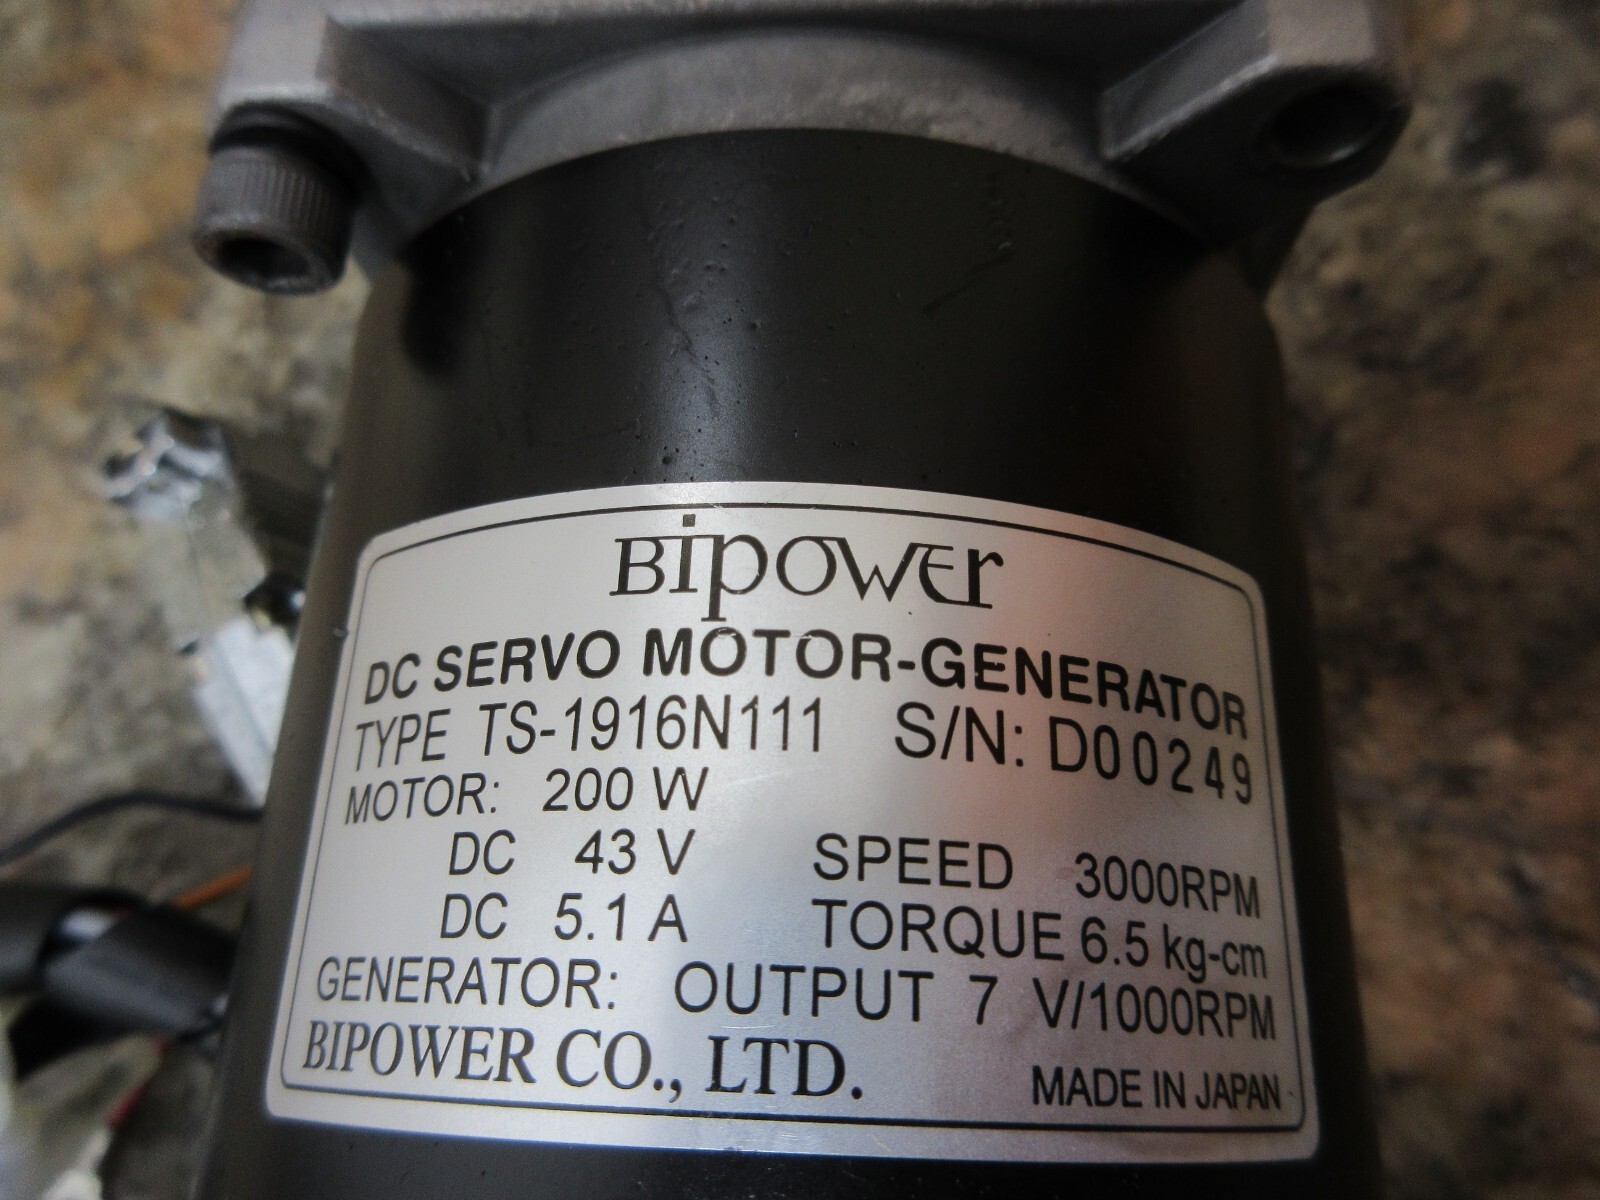 BiPOWEr
DC SERVO MOTOR-GENERATOR
TYPE TS-1916N111 S/N: D00249
MOTOR: 200 W
DC 43 V SPEED 3000RPM
DC 5.1 A TORQUE 6.5 kg-cm
GENERATOR: OUTPUT 7 V/1000RPM
BIPOWER CO., LTD. MADE IN JAPAN